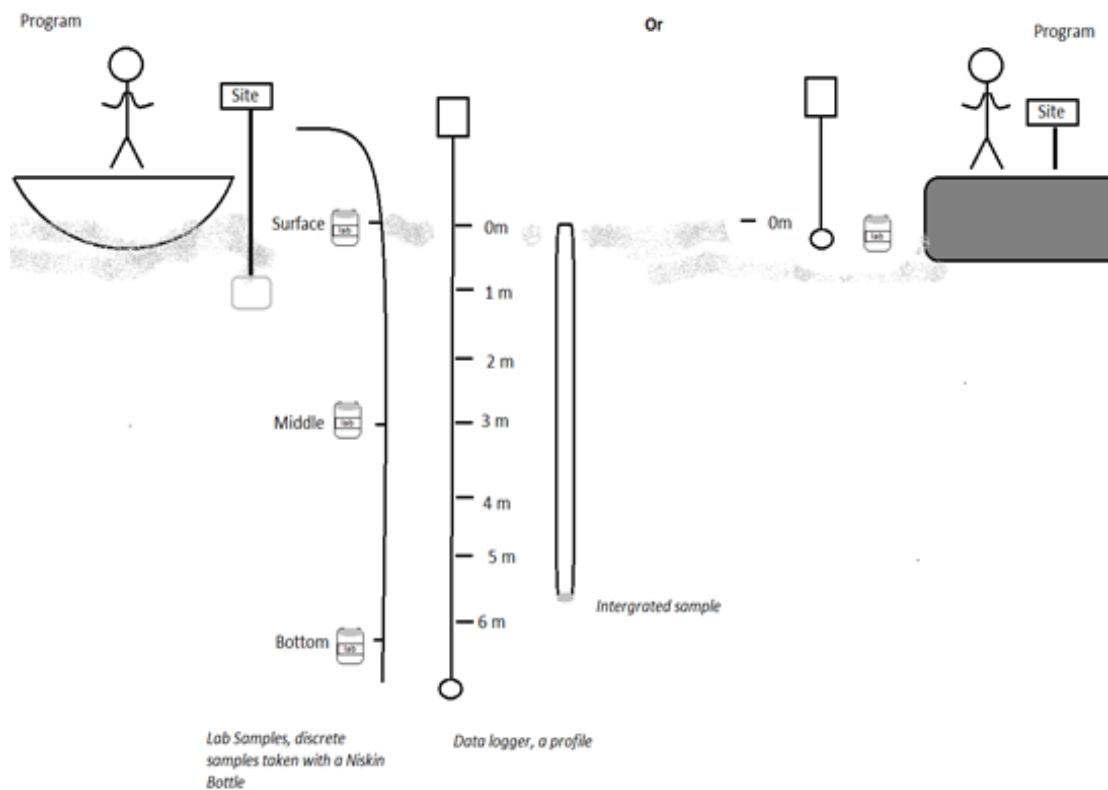 Program
Or
Program
Site
Site
Surface
lab
0m
0m
lab
1 m
2 m
Middle
lab
3 m
4 m
5 m
Intergrated sample
6 m
Bottom
lab
Lab Samples, discrete
samples taken with a Niskin
Bottle
Data logger, a profile